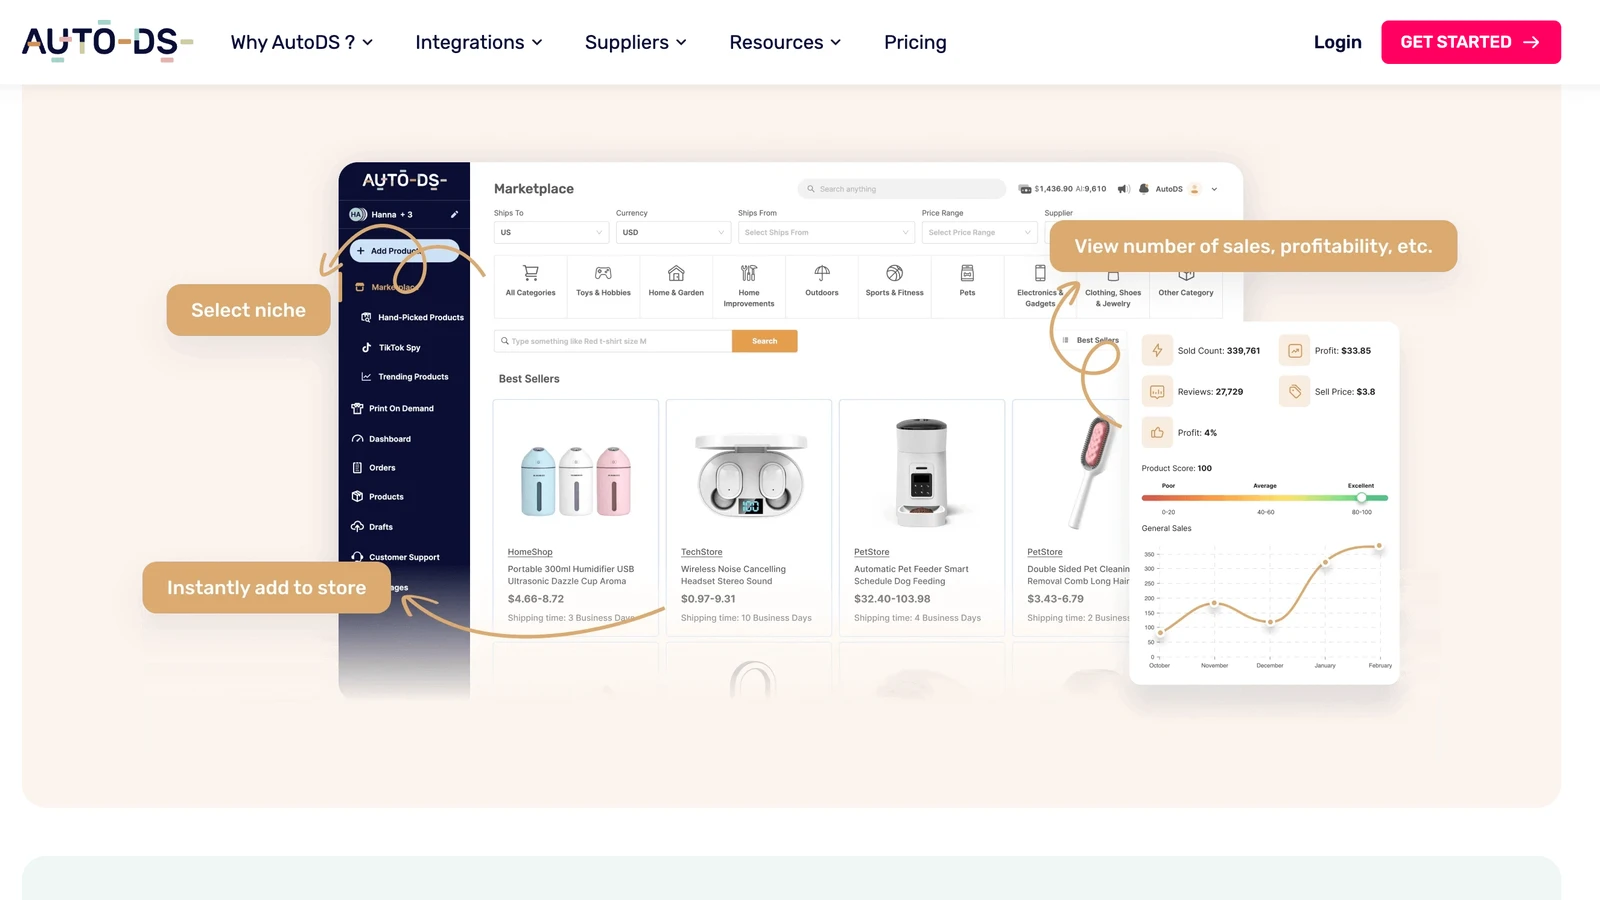 AUTO-DS
Why AutoDS ?
Integrations
Suppliers
Resources
Pricing
Login
GET STARTED
AUTO-DS
Marketplace
Search anything
$1,436.90 AI:9,610
AutoDS
HA
Hanna + 3
Ships To
Currency
Ships From
Price Range
Supplier
US
USD
Select Ships From
Select Price Range
View number of sales, profitability, etc.
+ Add Produc
Marketplace
Select niche
All Categories
Toys & Hobbies
Home & Garden
Home
Improvements
Outdoors
Sports & Fitness
Pets
Electronics &
Gadgets
Clothing, Shoes
& Jewelry
Other Category
Hand-Picked Products
TikTok Spy
Trending Products
Print On Demand
Dashboard
Orders
Products
Drafts
Customer Support
ages
Instantly add to store
Type something like Red t-shirt size M
Search
Best Sellers
Best Sellers
HomeShop
Portable 300ml Humidifier USB
Ultrasonic Dazzle Cup Aroma
$4.66-8.72
Shipping time: 3 Business Days
TechStore
Wireless Noise Cancelling
Headset Stereo Sound
$0.97-9.31
Shipping time: 10 Business Days
PetStore
Automatic Pet Feeder Smart
Schedule Dog Feeding
$32.40-103.98
Shipping time: 4 Business Days
PetStore
Double Sided Pet Cleanin
Removal Comb Long Hair
$3.43-6.79
Shipping time: 2 Business
Sold Count: 339,761
Profit: $33.85
Reviews: 27,729
Sell Price: $3.8
Profit: 4%
Product Score: 100
Poor
Average
Excellent
0-20
40-60
80-100
General Sales
350
300
250
200
150
100
50
0
October
November
December
January
February